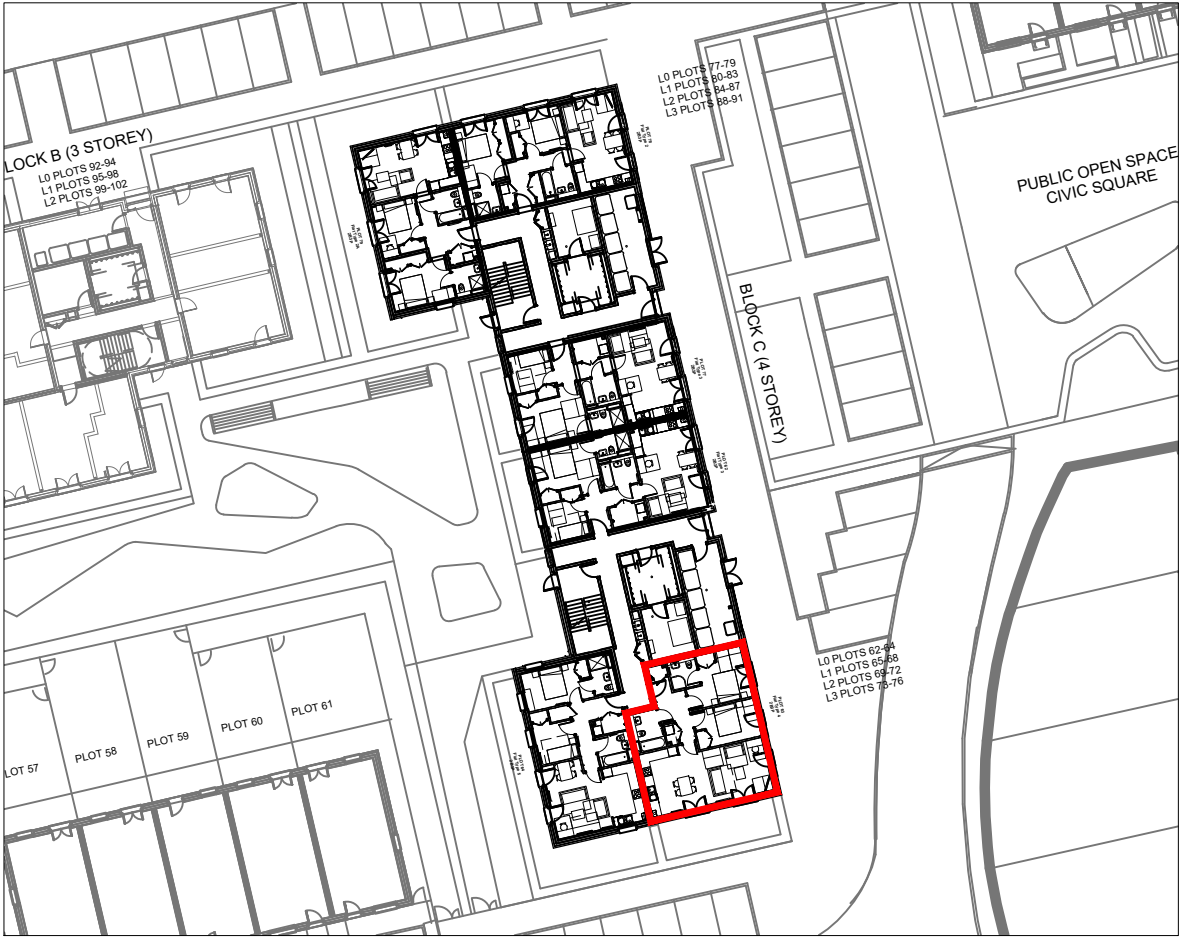 L0 PLOTS 77-79
L1 PLOTS 80-83
L2 PLOTS 84-87
L3 PLOTS 88-91
LOCK B (3 STOREY)
L0 PLOTS 92-94
L1 PLOTS 95-98
L2 PLOTS 99-102
PUBLIC OPEN SPACE
CIVIC SQUARE
BLOCK C (4 STOREY)
L0 PLOTS 62-64
L1 PLOTS 65-68
L2 PLOTS 69-72
L3 PLOTS 73-76
LOT 57
PLOT 58
PLOT 59
PLOT 60
PLOT 61